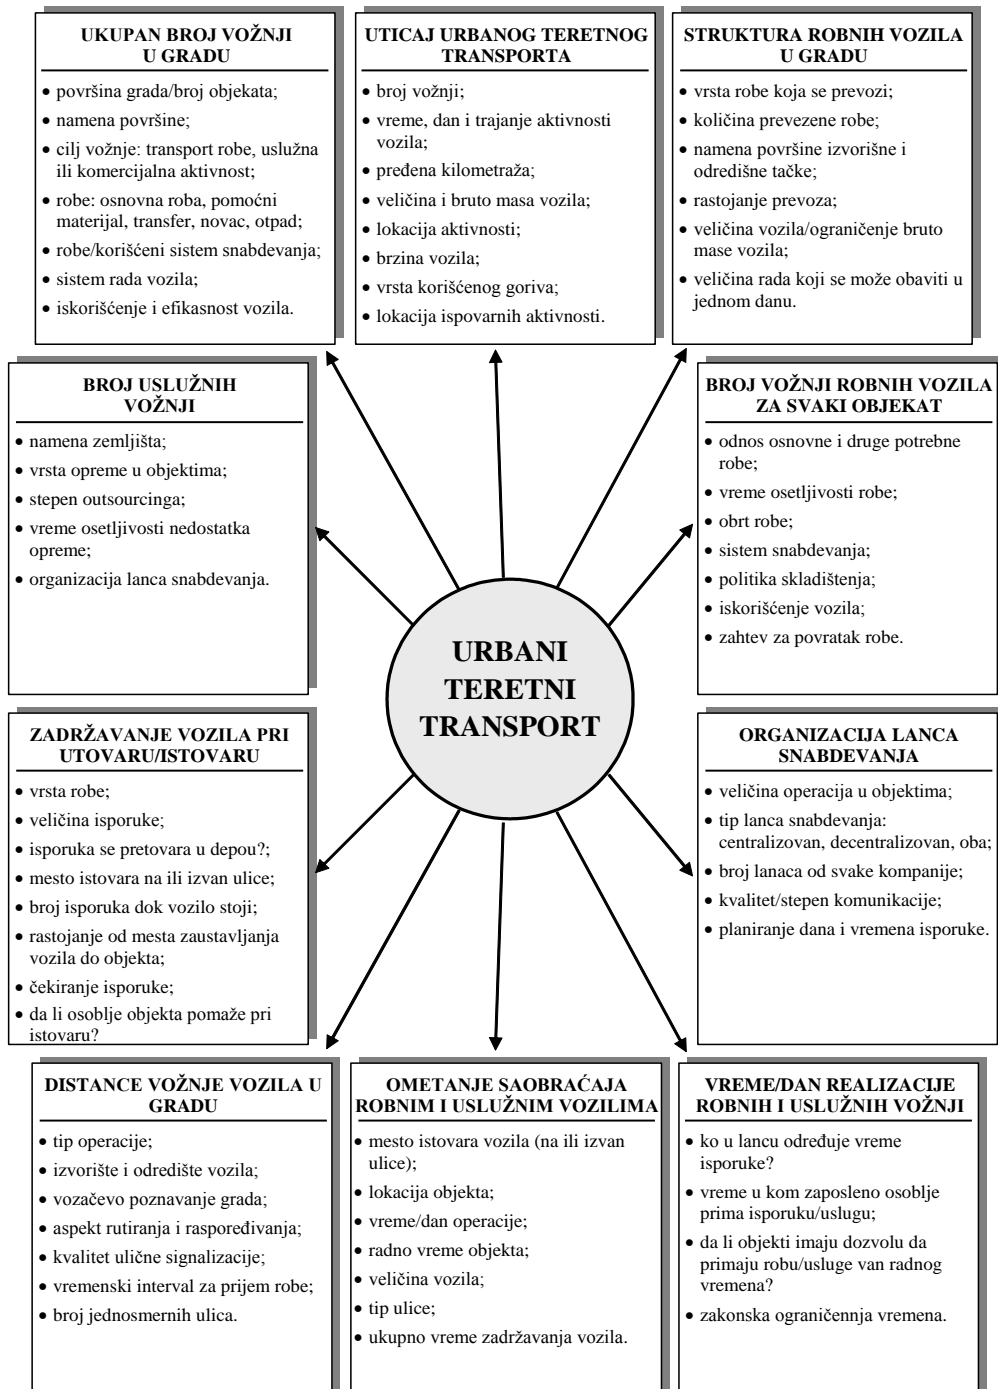 UKUPAN BROJ VOŽNJI
U GRADU
• površina grada/broj objekata;
• namena površine;
• cilj vožnje: transport robe, uslužna
ili komercijalna aktivnost;
• robe: osnovna roba, pomoćni
materijal, transfer, novac, otpad;
• robe/korišćeni sistem snabdevanja;
• sistem rada vozila;
• iskorišćenje i efikasnost vozila.
UTICAJ URBANOG TERETNOG
TRANSPORTA
• broj vožnji;
• vreme, dan i trajanje aktivnosti
vozila;
• pređena kilometraža;
• veličina i bruto masa vozila;
• lokacija aktivnosti;
• brzina vozila;
• vrsta korišćenog goriva;
• lokacija ispovarnih aktivnosti.
STRUKTURA ROBNIH VOZILA
U GRADU
• vrsta robe koja se prevozi;
• količina prevezene robe;
• namena površine izvorišne i
odredišne tačke;
• rastojanje prevoza;
• veličina vozila/ograničenje bruto
mase vozila;
• veličina rada koji se može obaviti u
jednom danu.
BROJ USLUŽNIH
VOŽNJI
• namena zemljišta;
• vrsta opreme u objektima;
• stepen outsourcinga;
• vreme osetljivosti nedostatka
opreme;
• organizacija lanca snabdevanja.
BROJ VOŽNJI ROBNIH VOZILA
ZA SVAKI OBJEKAT
• odnos osnovne i druge potrebne
robe;
• vreme osetljivosti robe;
• obrt robe;
• sistem snabdevanja;
• politika skladištenja;
• iskorišćenje vozila;
• zahtev za povratak robe.
URBANI
TERETNI
TRANSPORT
ZADRŽAVANJE VOZILA PRI
UTOVARU/ISTOVARU
• vrsta robe;
• veličina isporuke;
• isporuka se pretovara u depou?;
• mesto istovara na ili izvan ulice;
• broj isporuka dok vozilo stoji;
• rastojanje od mesta zaustavljanja
vozila do objekta;
• čekiranje isporuke;
• da li osoblje objekta pomaže pri
istovaru?
ORGANIZACIJA LANCA
SNABDEVANJA
• veličina operacija u objektima;
• tip lanca snabdevanja:
centralizovan, decentralizovan, oba;
• broj lanaca od svake kompanije;
• kvalitet/stepen komunikacije;
• planiranje dana i vremena isporuke.
DISTANCE VOŽNJE VOZILA U
GRADU
• tip operacije;
• izvorište i odredište vozila;
• vozačevo poznavanje grada;
• aspekt rutiranja i raspoređivanja;
• kvalitet ulične signalizacije;
• vremenski interval za prijem robe;
• broj jednosmernih ulica.
OMETANJE SAOBRAĆAJA
ROBNIM I USLUŽNIM VOZILIMA
• mesto istovara vozila (na ili izvan
ulice);
• lokacija objekta;
• vreme/dan operacije;
• radno vreme objekta;
• veličina vozila;
• tip ulice;
• ukupno vreme zadržavanja vozila.
VREME/DAN REALIZACIJE
ROBNIH I USLUŽNIH VOŽNJI
• ko u lancu određuje vreme
isporuke?
• vreme u kom zaposleno osoblje
prima isporuku/uslugu;
• da li objekti imaju dozvolu da
primaju robu/usluge van radnog
vremena?
• zakonska ograničennja vremena.